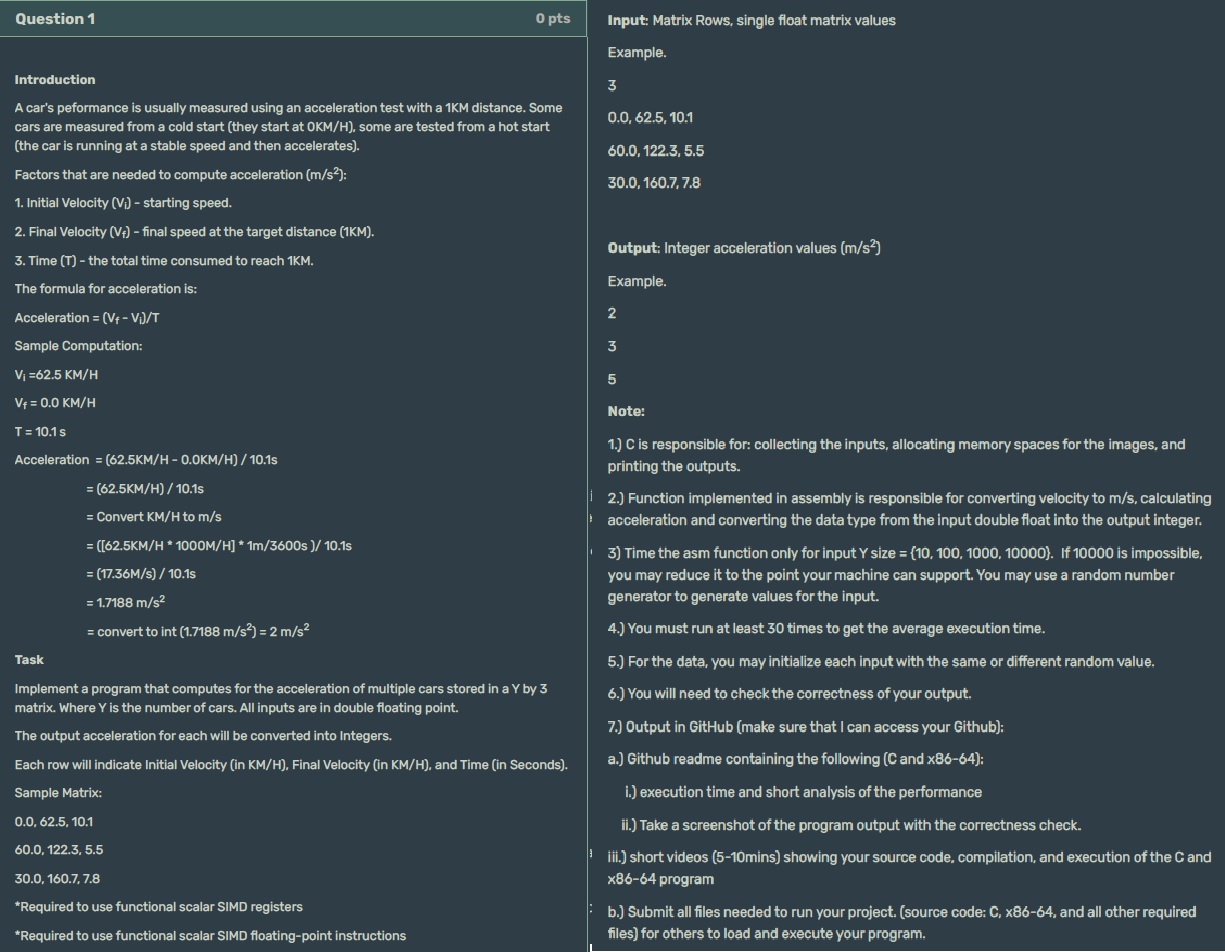 Question 1
0 pts
Introduction
A car's peformance is usually measured using an acceleration test with a 1KM distance. Some
cars are measured from a cold start (they start at 0KM/H), some are tested from a hot start
(the car is running at a stable speed and then accelerates).
Factors that are needed to compute acceleration (m/s²):
1. Initial Velocity (Vi) - starting speed.
2. Final Velocity (Vf) - final speed at the target distance (1KM).
3. Time (T) - the total time consumed to reach 1KM.
The formula for acceleration is:
Acceleration = (Vf - Vi)/T
Sample Computation:
Vi =62.5 KM/H
Vf = 0.0 KM/H
T = 10.1 s
Acceleration = (62.5KM/H - 0.0KM/H) / 10.1s
= (62.5KM/H) / 10.1s
= Convert KM/H to m/s
= ([62.5KM/H * 1000M/H] * 1m/3600s )/ 10.1s
= (17.36M/s) / 10.1s
= 1.7188 m/s²
= convert to int (1.7188 m/s²) = 2 m/s²
Task
Implement a program that computes for the acceleration of multiple cars stored in a Y by 3
matrix. Where Y is the number of cars. All inputs are in double floating point.
The output acceleration for each will be converted into Integers.
Each row will indicate Initial Velocity (in KM/H), Final Velocity (in KM/H), and Time (in Seconds).
Sample Matrix:
0.0, 62.5, 10.1
60.0, 122.3, 5.5
30.0, 160.7, 7.8
*Required to use functional scalar SIMD registers
*Required to use functional scalar SIMD floating-point instructions
Input: Matrix Rows, single float matrix values
Example.
3
0.0, 62.5, 10.1
60.0, 122.3, 5.5
30.0, 160.7, 7.8
Output: Integer acceleration values (m/s²)
Example.
2
3
5
Note:
1.) C is responsible for: collecting the inputs, allocating memory spaces for the images, and
printing the outputs.
2.) Function implemented in assembly is responsible for converting velocity to m/s, calculating
acceleration and converting the data type from the input double float into the output integer.
3) Time the asm function only for input Y size = {10, 100, 1000, 10000}. If 10000 is impossible,
you may reduce it to the point your machine can support. You may use a random number
generator to generate values for the input.
4.) You must run at least 30 times to get the average execution time.
5.) For the data, you may initialize each input with the same or different random value.
6.) You will need to check the correctness of your output.
7.) Output in GitHub (make sure that I can access your Github):
a.) Github readme containing the following (C and x86-64):
i.) execution time and short analysis of the performance
ii.) Take a screenshot of the program output with the correctness check.
iii.) short videos (5-10mins) showing your source code, compilation, and execution of the C and
x86-64 program
b.) Submit all files needed to run your project. (source code: C, x86-64, and all other required
files) for others to load and execute your program.